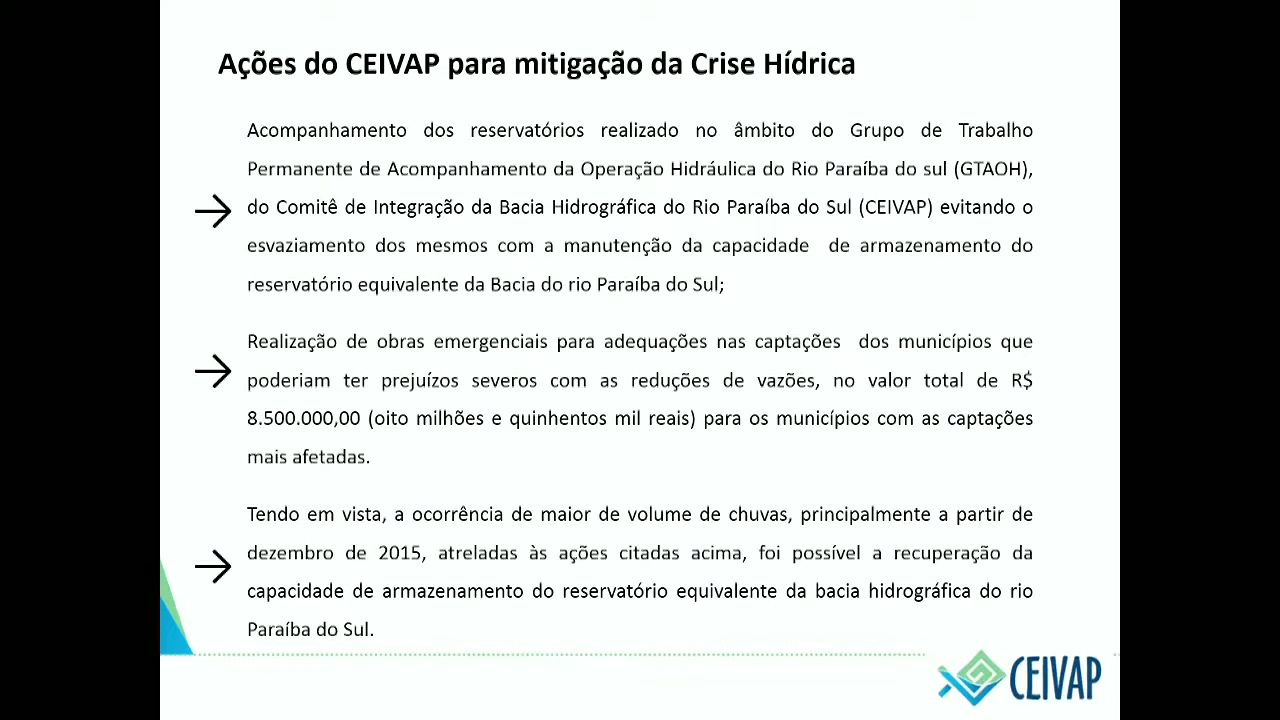 Ações do CEIVAP para mitigação da Crise Hídrica
Acompanhamento dos reservatórios realizado no âmbito do Grupo de Trabalho
Permanente de Acompanhamento da Operação Hidráulica do Rio Paraíba do sul (GTAOH),
do Comitê de Integração da Bacia Hidrográfica do Rio Paraíba do Sul (CEIVAP) evitando o
esvaziamento dos mesmos com a manutenção da capacidade de armazenamento do
reservatório equivalente da Bacia do rio Paraíba do Sul;
Realização de obras emergenciais para adequações nas captações dos municípios que
poderiam ter prejuízos severos com as reduções de vazões, no valor total de R$
8.500.000,00 (oito milhões e quinhentos mil reais) para os municípios com as captações
mais afetadas.
Tendo em vista, a ocorrência de maior de volume de chuvas, principalmente a partir de
dezembro de 2015, atreladas às ações citadas acima, foi possível a recuperação da
capacidade de armazenamento do reservatório equivalente da bacia hidrográfica do rio
Paraíba do Sul.
CEIVAP